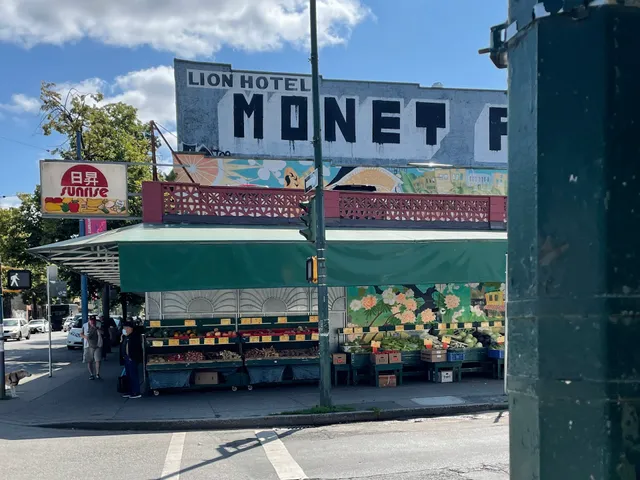 LION HOTEL
MONET F
日昇
sunrise